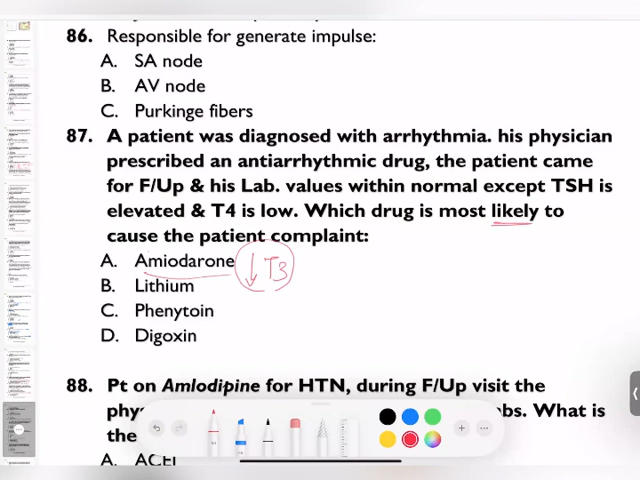 86. Responsible for generate impulse:
A. SA node
B. AV node
C. Purkinge fibers
87. A patient was diagnosed with arrhythmia. his physician
prescribed an antiarrhythmic drug, the patient came
for F/Up & his Lab. values within normal except TSH is
elevated & T4 is low. Which drug is most likely to
cause the patient complaint:
A. Amiodarone ↓ T3
B. Lithium
C. Phenytoin
D. Digoxin
88. Pt on Amlodipine for HTN, during F/Up visit the
What is
the
A. ACEI